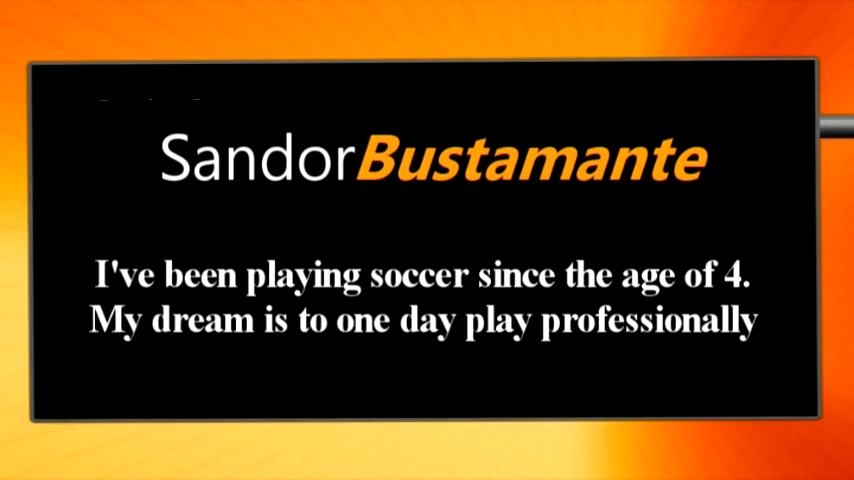 SandorBustamante
I've been playing soccer since the age of 4.
My dream is to one day play professionally